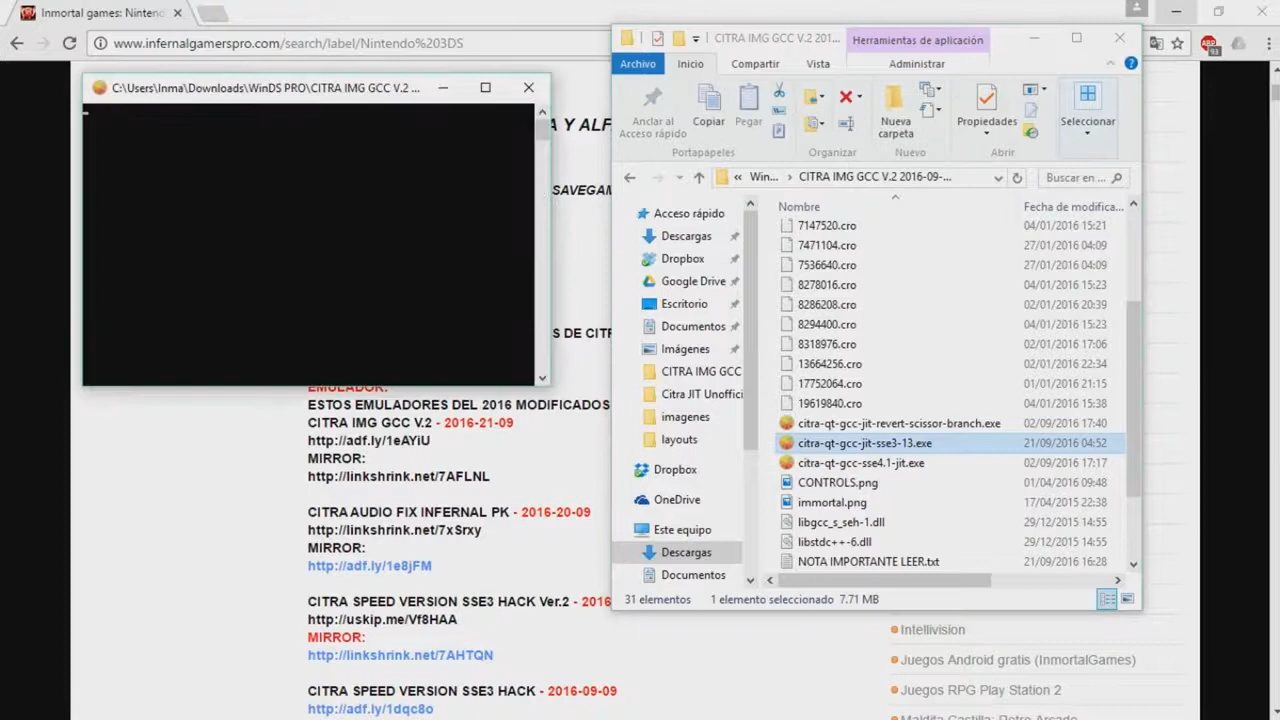 Inmortal games: Nintend
www.infernalgamerspro.com/search/label/Nintendo%203DS
93
C:\Users\Inma\Downloads\WinDS PRO\CITRA IMG GCC V.2 ...
A Y ALF
SAVEGAM
S DE CITR
EMULADOR:
ESTOS EMULADORES DEL 2016 MODIFICADOS
CITRA IMG GCC V.2 - 2016-21-09
http://adf.ly/1eAYiU
MIRROR:
http://linkshrink.net/7AFLNL
CITRA AUDIO FIX INFERNAL PK - 2016-20-09
http://linkshrink.net/7xSrxy
MIRROR:
http://adf.ly/1e8jFM
CITRA SPEED VERSION SSE3 HACK Ver.2 - 2016
http://uskip.me/Vf8HAA
MIRROR:
http://linkshrink.net/7AHTQN
CITRA SPEED VERSION SSE3 HACK - 2016-09-09
http://adf.ly/1dqc8o
CITRA IMG GCC V.2 201...
Herramientas de aplicación
Archivo
Inicio
Compartir
Vista
Administrar
Anclar al
Acceso rápido
Copiar
Pegar
Nueva
carpeta
Propiedades
Seleccionar
Portapapeles
Organizar
Nuevo
Abrir
« Win... › CITRA IMG GCC V.2 2016-09-...
Buscar en ...
Acceso rápido
Descargas
Dropbox
Google Drive
Escritorio
Documentos
Imágenes
CITRA IMG GCC
Citra JIT Unoffici
imagenes
layouts
Dropbox
OneDrive
Este equipo
Descargas
Documentos
Nombre Fecha de modifica...
7147520.cro 04/01/2016 15:21
7471104.cro 27/01/2016 04:09
7536640.cro 27/01/2016 04:09
8278016.cro 04/01/2016 15:23
8286208.cro 02/01/2016 20:39
8294400.cro 04/01/2016 15:23
8318976.cro 02/01/2016 17:06
13664256.cro 02/01/2016 22:34
17752064.cro 01/01/2016 21:15
19619840.cro 04/01/2016 15:38
citra-qt-gcc-jit-revert-scissor-branch.exe 02/09/2016 17:40
citra-qt-gcc-jit-sse3-13.exe 21/09/2016 04:52
citra-qt-gcc-sse4.1-jit.exe 02/09/2016 17:17
CONTROLS.png 01/04/2016 09:48
immortal.png 17/04/2015 22:38
libgcc_s_seh-1.dll 29/12/2015 14:55
libstdc++-6.dll 29/12/2015 14:55
NOTA IMPORTANTE LEER.txt 21/09/2016 16:28
31 elementos 1 elemento seleccionado 7.71 MB
Intellivision
Juegos Android gratis (InmortalGames)
Juegos RPG Play Station 2
Maldita Castilla: Retro Arcade